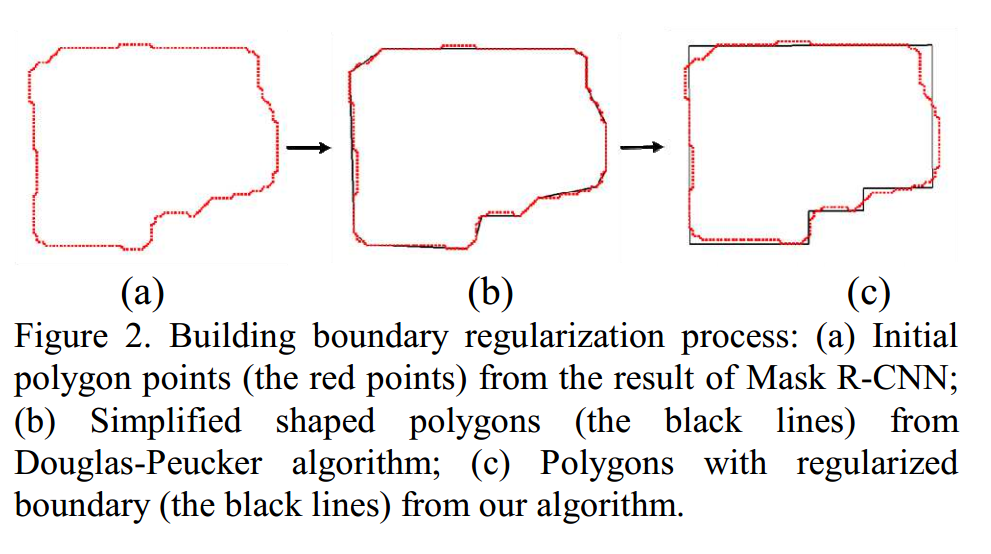 (a) (b) (c)
Figure 2. Building boundary regularization process: (a) Initial
polygon points (the red points) from the result of Mask R-CNN;
(b) Simplified shaped polygons (the black lines) from
Douglas-Peucker algorithm; (c) Polygons with regularized
boundary (the black lines) from our algorithm.